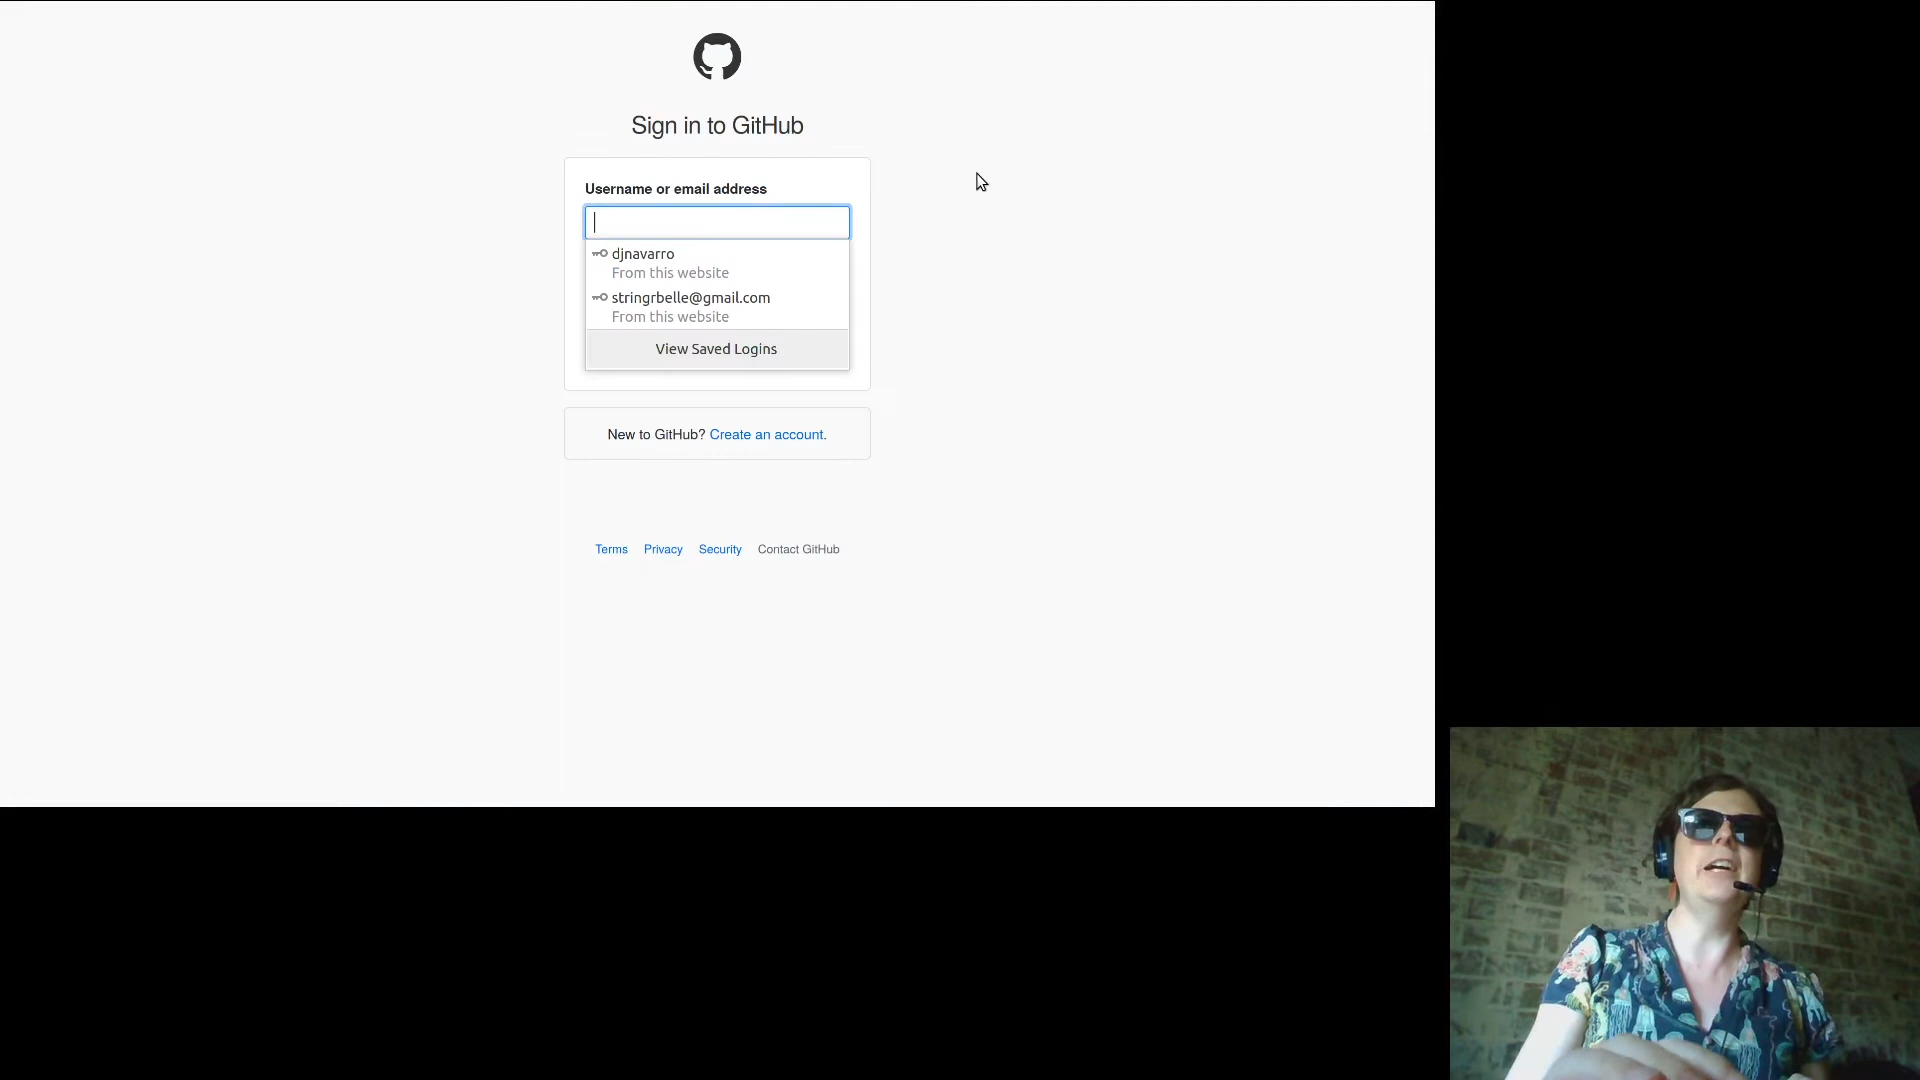 Sign in to GitHub
Username or email address
djnavarro
From this website
stringrbelle@gmail.com
From this website
View Saved Logins
New to GitHub? Create an account.
Terms Privacy Security Contact GitHub